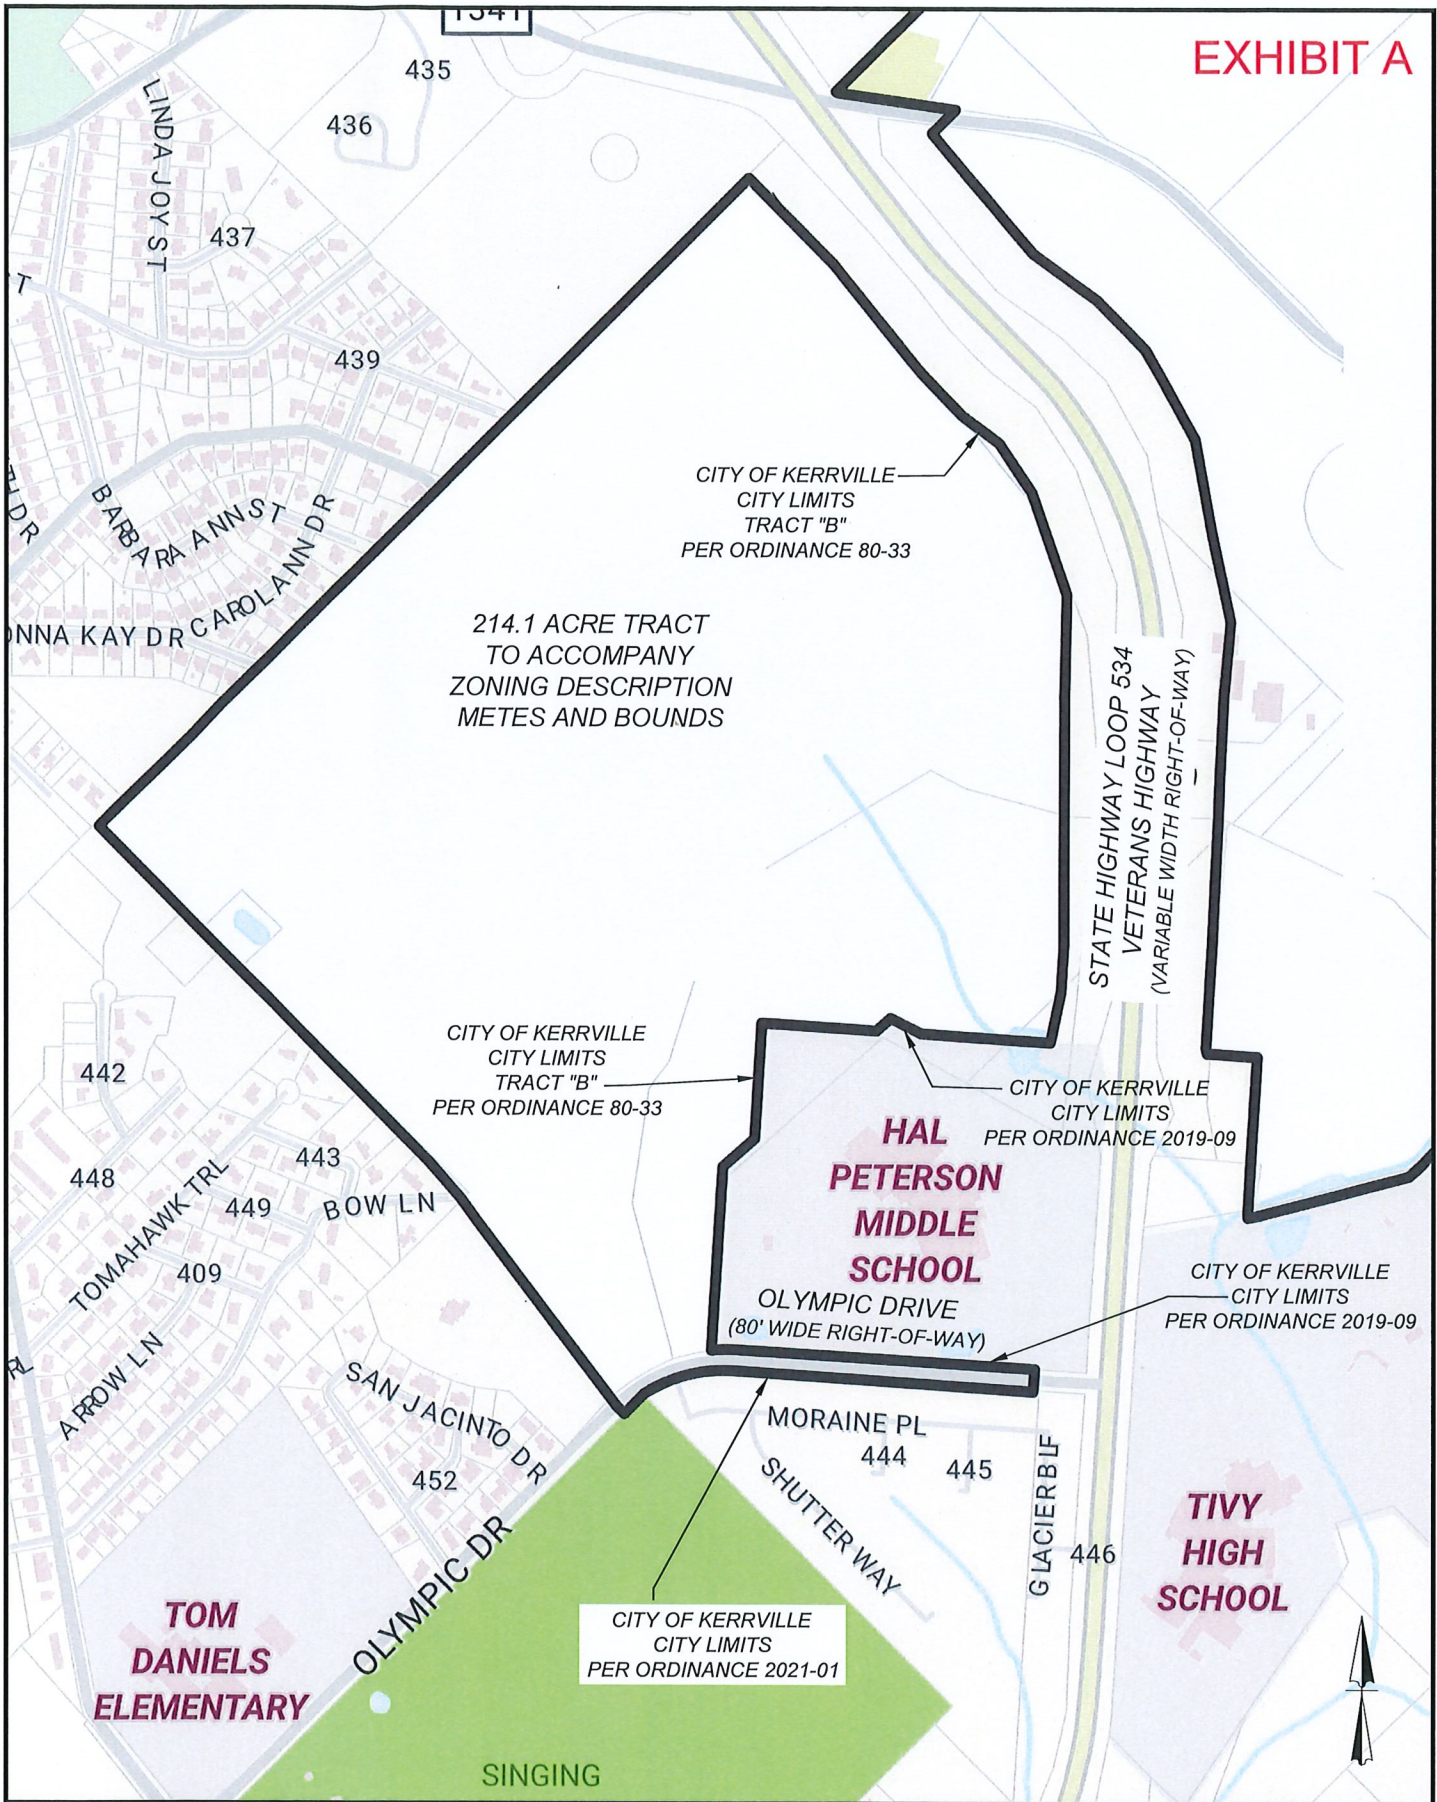 1341
EXHIBIT A
435
436
LINDA JOY ST
437
439
CITY OF KERRVILLE
CITY LIMITS
TRACT "B"
PER ORDINANCE 80-33
BARBARA ANN ST
CAROL ANN DR
214.1 ACRE TRACT
TO ACCOMPANY
ZONING DESCRIPTION
METES AND BOUNDS
ONNA KAY DR
STATE HIGHWAY LOOP 534
VETERANS HIGHWAY
(VARIABLE WIDTH RIGHT-OF-WAY)
CITY OF KERRVILLE
CITY LIMITS
TRACT "B"
PER ORDINANCE 80-33
CITY OF KERRVILLE
CITY LIMITS
PER ORDINANCE 2019-09
442
HAL
PETERSON
MIDDLE
SCHOOL
448
443
449
TOMAHAWK TRL
BOW LN
409
ARROW LN
OLYMPIC DRIVE
(80' WIDE RIGHT-OF-WAY)
CITY OF KERRVILLE
CITY LIMITS
PER ORDINANCE 2019-09
SAN JACINTO DR
452
MORAINE PL
444
445
SHUTTER WAY
GLACIER BLF
446
TIVY
HIGH
SCHOOL
OLYMPIC DR
TOM
DANIELS
ELEMENTARY
CITY OF KERRVILLE
CITY LIMITS
PER ORDINANCE 2021-01
SINGING